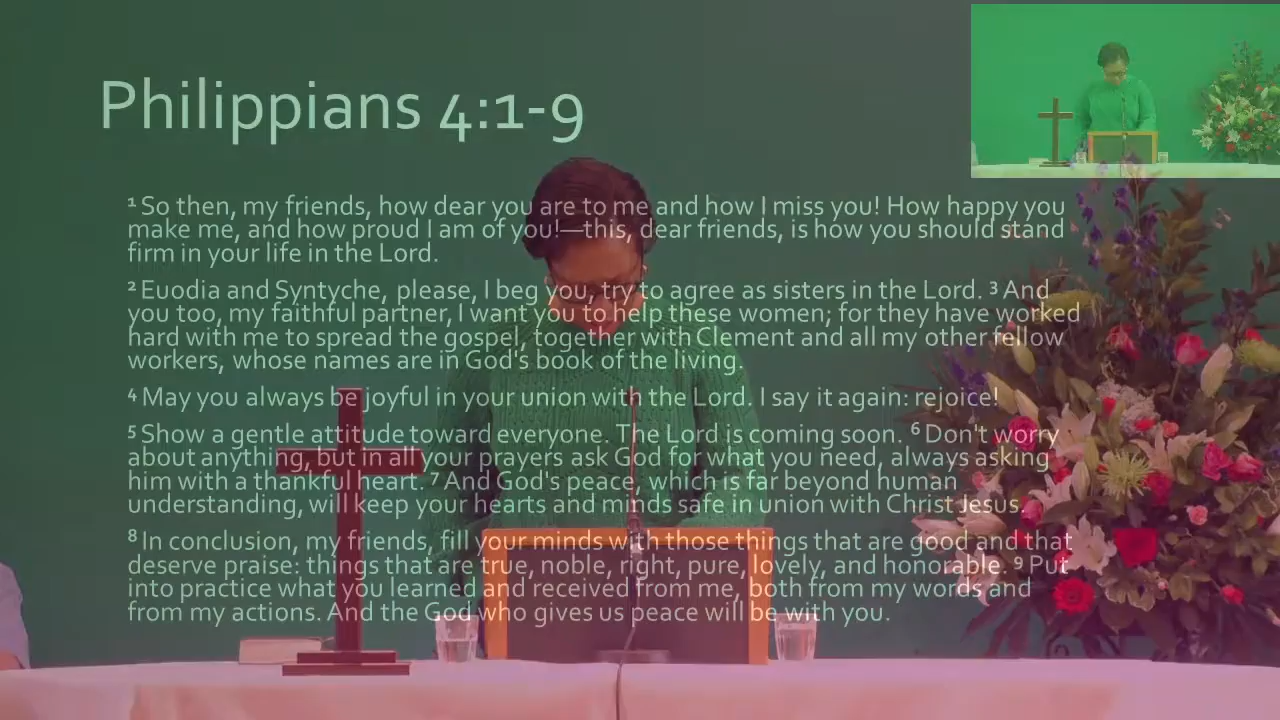 Philippians 4:1-9
¹ So then, my friends, how dear you are to me and how I miss you! How happy you
make me, and how proud I am of you!—this, dear friends, is how you should stand
firm in your life in the Lord.
² Euodia and Syntyche, please, I beg you, try to agree as sisters in the Lord. ³ And
you too, my faithful partner, I want you to help these women; for they have worked
hard with me to spread the gospel, together with Clement and all my other fellow
workers, whose names are in God's book of the living.
⁴ May you always be joyful in your union with the Lord. I say it again: rejoice!
⁵ Show a gentle attitude toward everyone. The Lord is coming soon. ⁶ Don't worry
about anything, but in all your prayers ask God for what you need, always asking
him with a thankful heart. ⁷ And God's peace, which is far beyond human
understanding, will keep your hearts and minds safe in union with Christ Jesus.
⁸ In conclusion, my friends, fill your minds with those things that are good and that
deserve praise: things that are true, noble, right, pure, lovely, and honorable. ⁹ Put
into practice what you learned and received from me, both from my words and
from my actions. And the God who gives us peace will be with you.